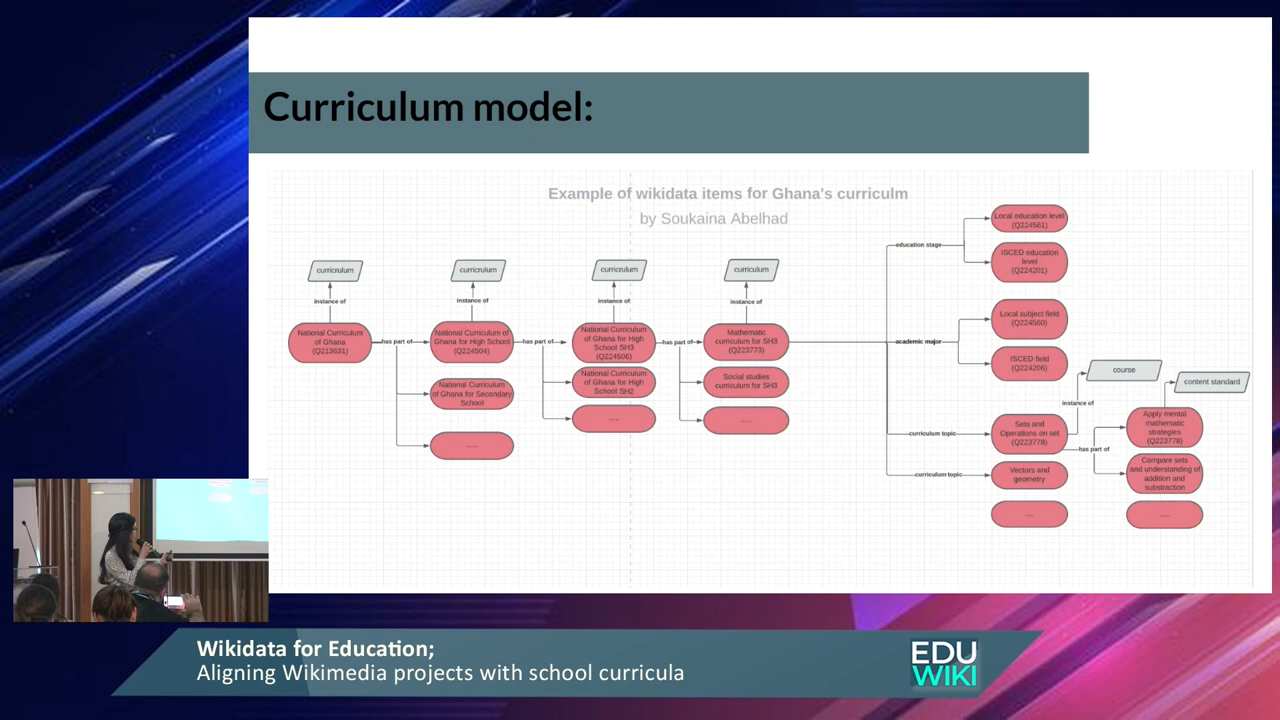 Curriculum model:
Example of wikidata items for Ghana's curriculm
by Soukaina Abelhad
curricrulum
curricrulum
curricrulum
curriculum
instance of
instance of
instance of
instance of
National Curriculum
of Ghana
(Q213631)
has part of
National Curriculum of
Ghana for High School
(Q224504)
National Curriculum
of Ghana for Secondary
School
......
has part of
National Curriculum
of Ghana for High
School SH3
(Q224506)
National Curriculum
of Ghana for High
School SH2
......
has part of
Mathematic
curriculum for SH3
(Q223773)
Social studies
curriculum for SH3
......
education stage
Local education level
(Q224561)
ISCED education
level
(Q224201)
academic major
Local subject field
(Q224560)
ISCED field
(Q224206)
curriculum topic
Sets and
Operations on set
(Q223778)
curriculum topic
Vectors and
geometry
.....
instance of
course
has part of
content standard
Apply mental
mathematic
strategies
(Q223778)
Compare sets
and understanding of
addition and
substraction
......
Wikidata for Education;
Aligning Wikimedia projects with school curricula
EDU
WIKI